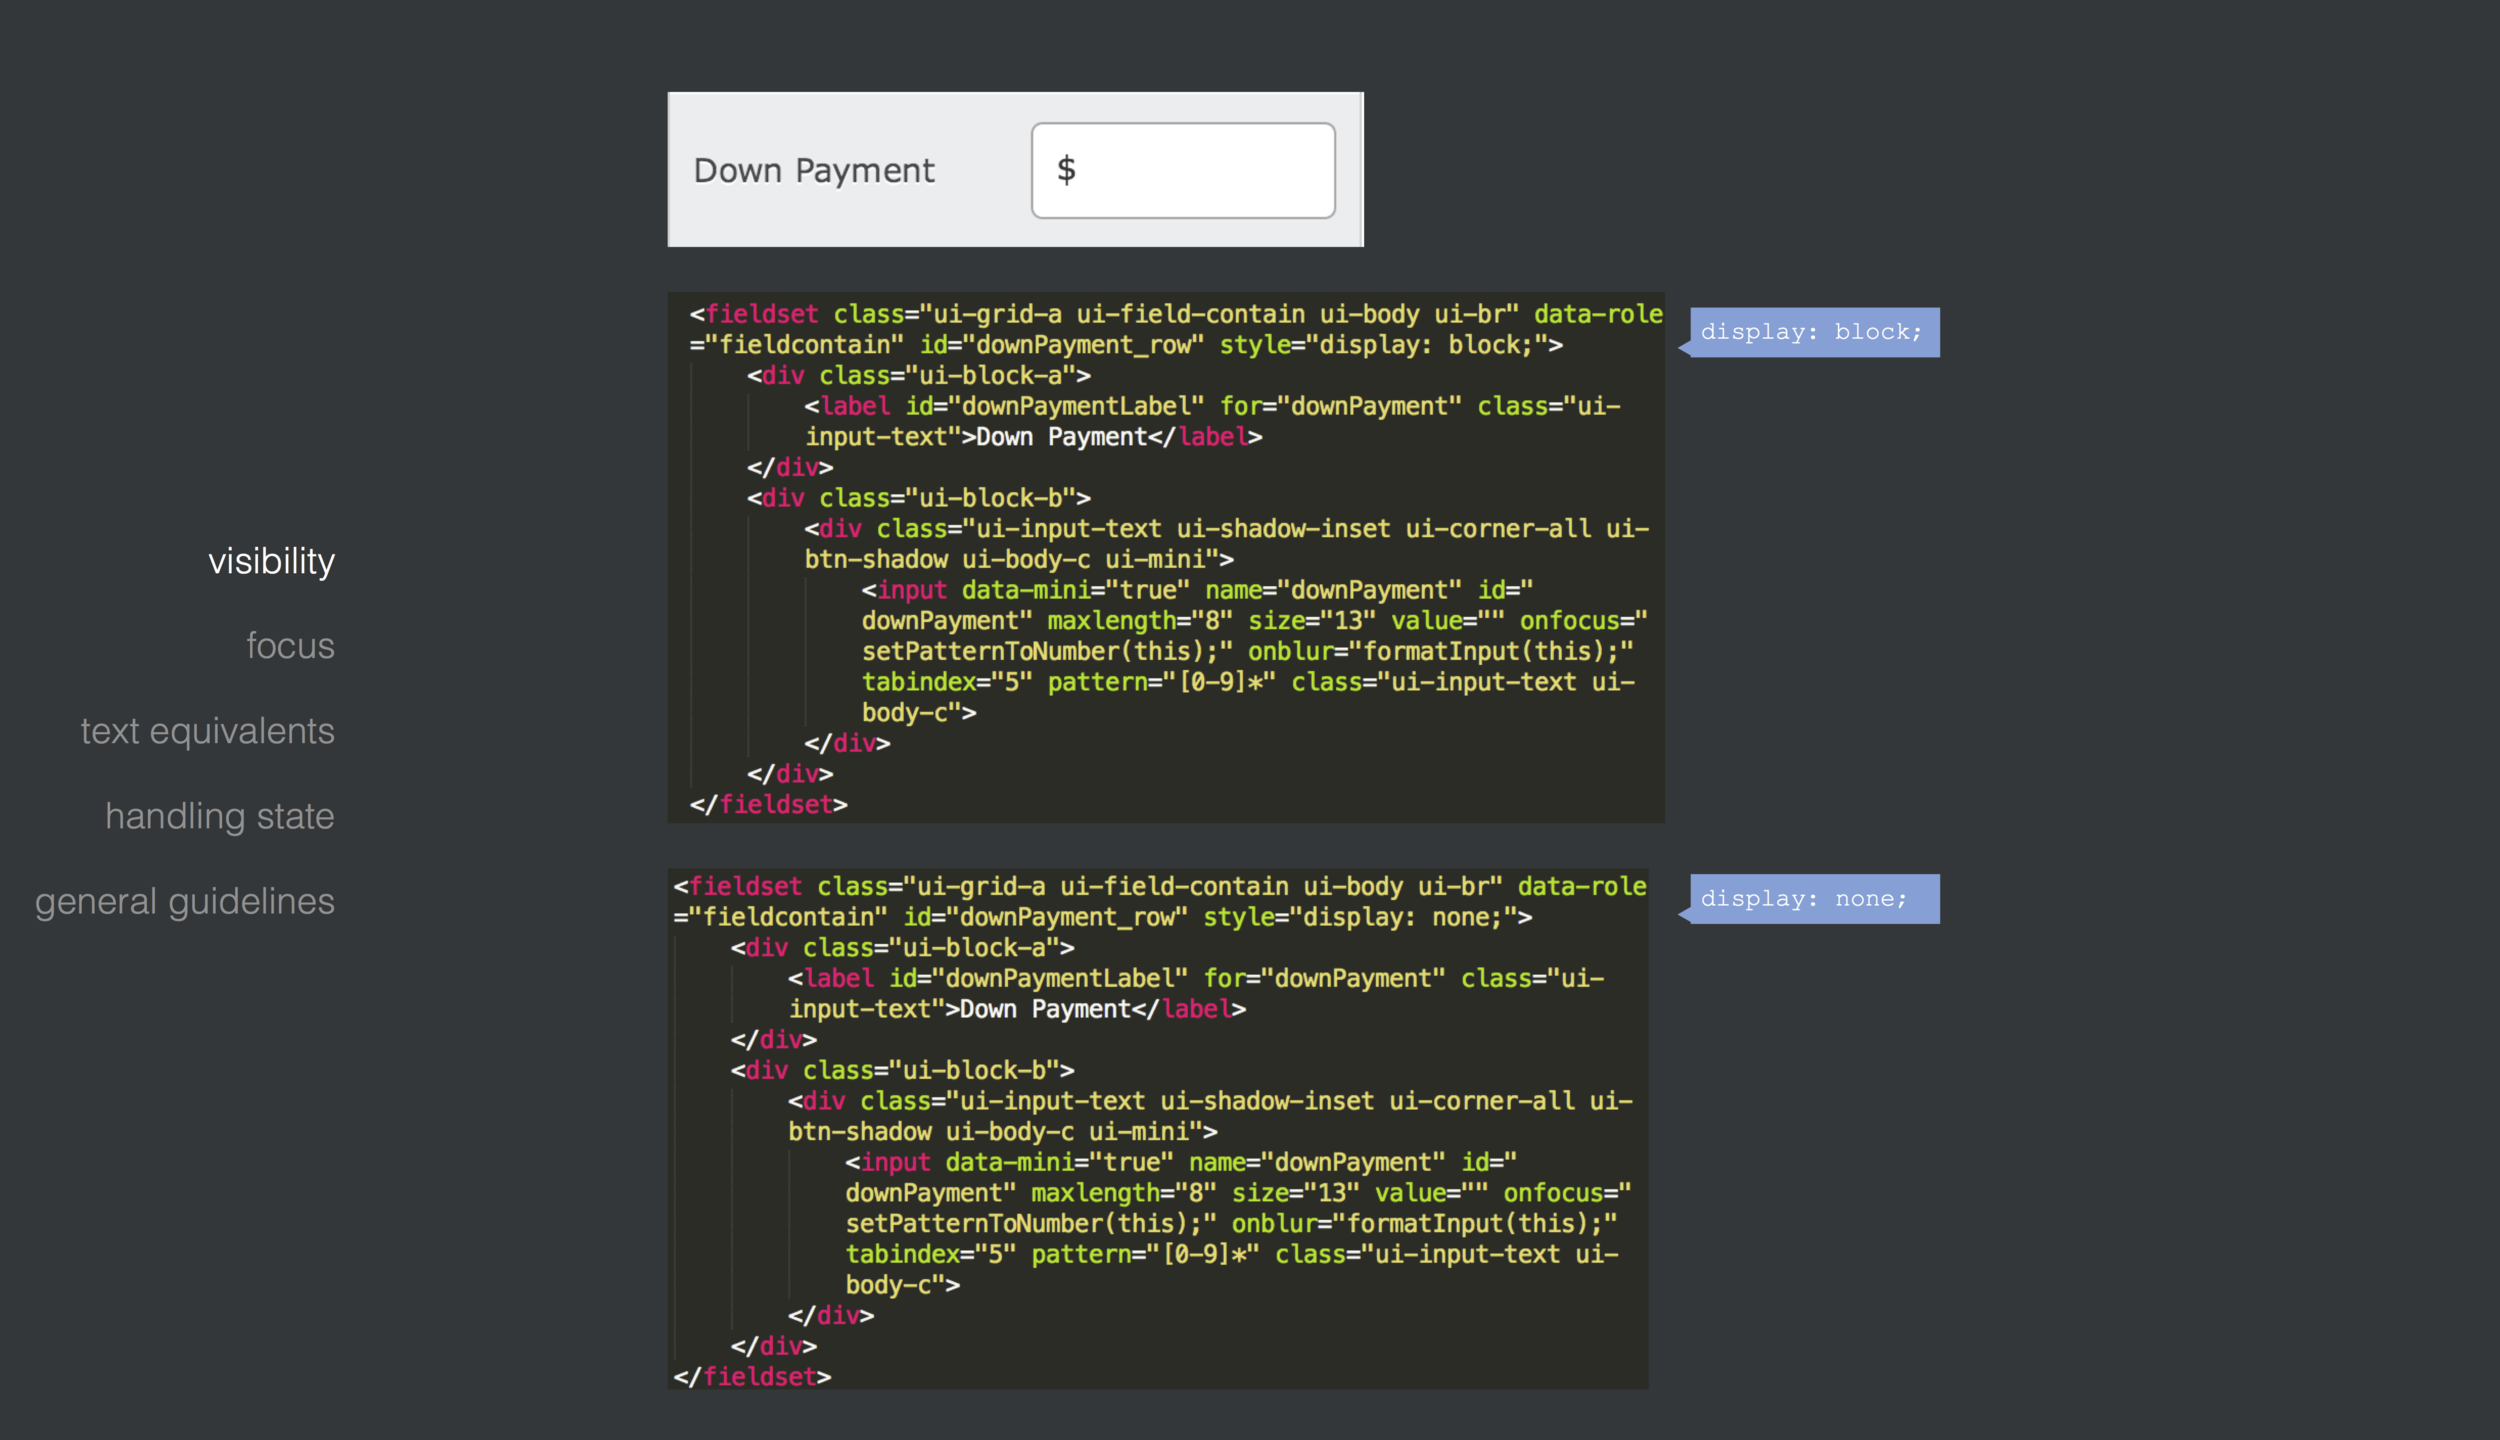 Down Payment
$
<fieldset class="ui-grid-a ui-field-contain ui-body ui-br" data-role
="fieldcontain" id="downPayment_row" style="display: block;">
<div class="ui-block-a">
<label id="downPaymentLabel" for="downPayment" class="ui-
input-text">Down Payment</label>
</div>
<div class="ui-block-b">
<div class="ui-input-text ui-shadow-inset ui-corner-all ui-
btn-shadow ui-body-c ui-mini">
<input data-mini="true" name="downPayment" id="
downPayment" maxlength="8" size="13" value="" onfocus="
setPatternToNumber(this);" onblur="formatInput(this);"
tabindex="5" pattern="[0-9]*" class="ui-input-text ui-
body-c">
</div>
</div>
</fieldset>
display: block;
visibility
focus
text equivalents
handling state
general guidelines
<fieldset class="ui-grid-a ui-field-contain ui-body ui-br" data-role
="fieldcontain" id="downPayment_row" style="display: none;">
<div class="ui-block-a">
<label id="downPaymentLabel" for="downPayment" class="ui-
input-text">Down Payment</label>
</div>
<div class="ui-block-b">
<div class="ui-input-text ui-shadow-inset ui-corner-all ui-
btn-shadow ui-body-c ui-mini">
<input data-mini="true" name="downPayment" id="
downPayment" maxlength="8" size="13" value="" onfocus="
setPatternToNumber(this);" onblur="formatInput(this);"
tabindex="5" pattern="[0-9]*" class="ui-input-text ui-
body-c">
</div>
</div>
</fieldset>
display: none;